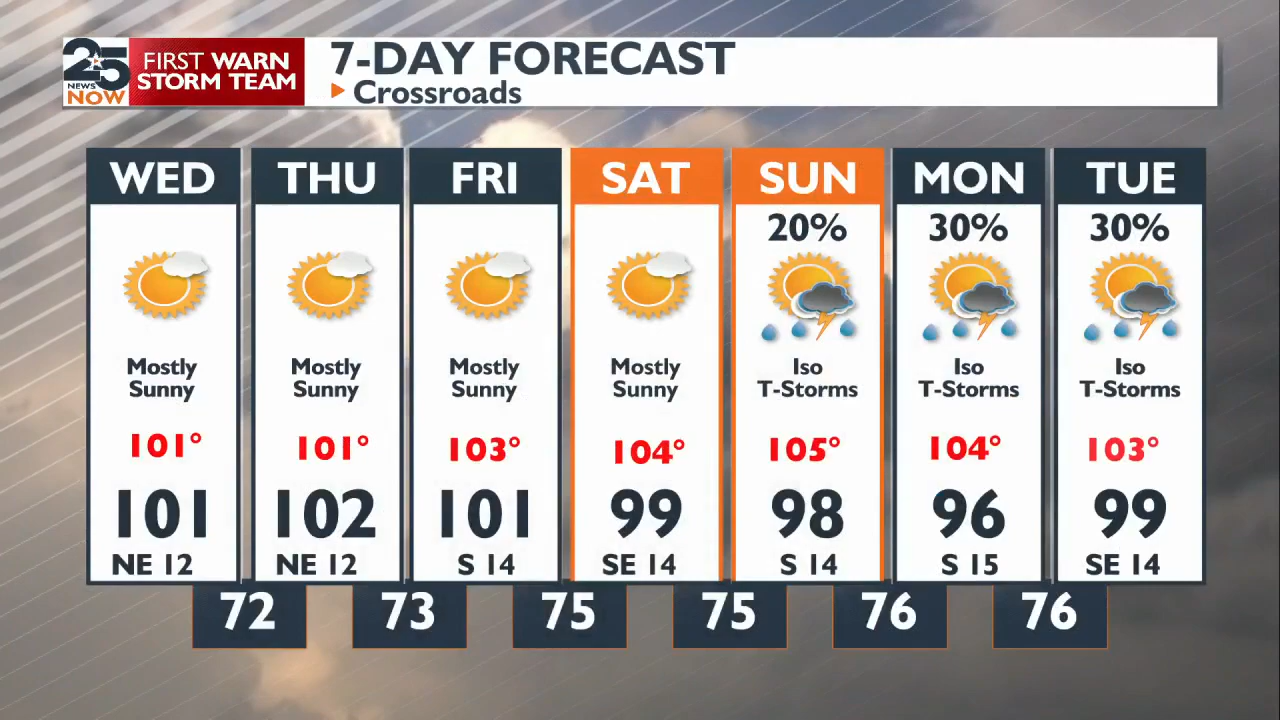 25
NEWS
NOW
FIRST WARN
STORM TEAM
7-DAY FORECAST
Crossroads
WED
Mostly
Sunny
101°
101
NE 12
THU
Mostly
Sunny
101°
102
NE 12
FRI
Mostly
Sunny
103°
101
S 14
SAT
Mostly
Sunny
104°
99
SE 14
SUN
20%
Iso
T-Storms
105°
98
S 14
MON
30%
Iso
T-Storms
104°
96
S 15
TUE
30%
Iso
T-Storms
103°
99
SE 14
72
73
75
75
76
76